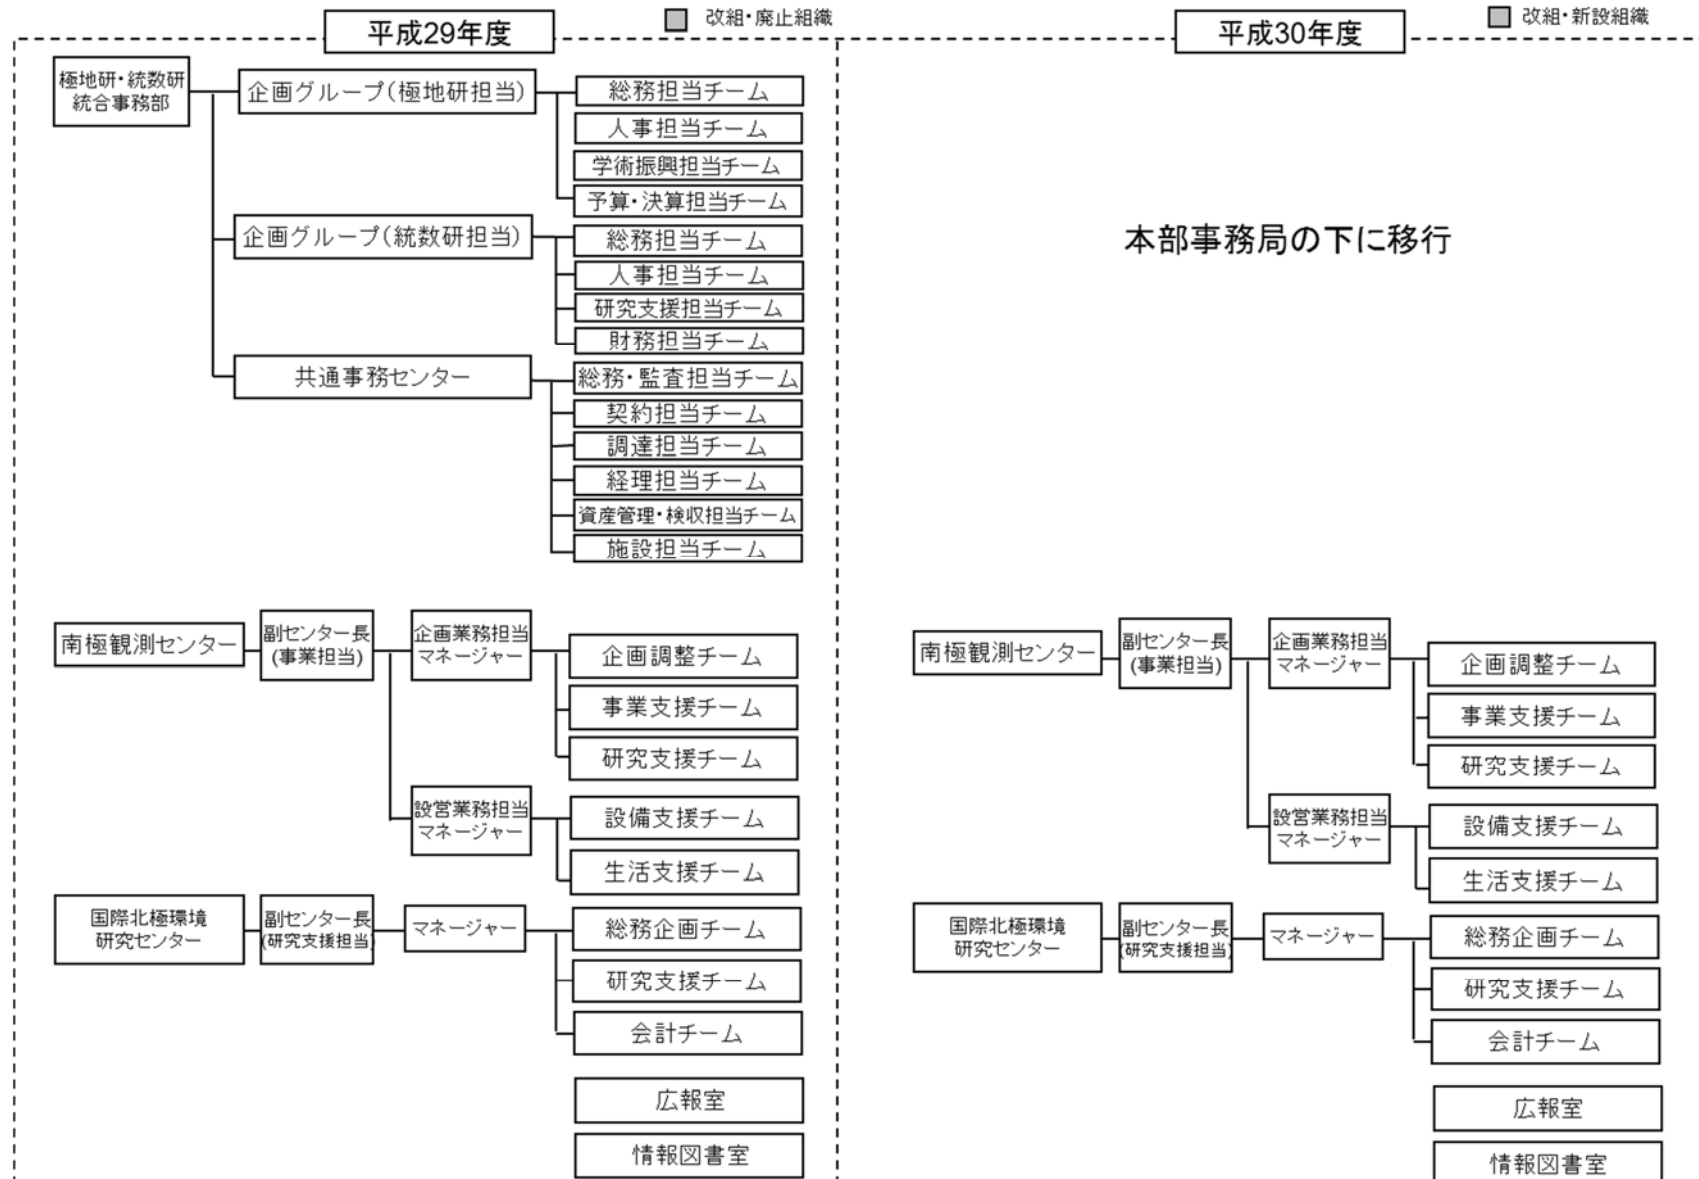 平成29年度
改組・廃止組織
平成30年度
改組・新設組織
極地研・統数研
統合事務部
企画グループ(極地研担当)
総務担当チーム
人事担当チーム
学術振興担当チーム
予算・決算担当チーム
企画グループ(統数研担当)
総務担当チーム
人事担当チーム
研究支援担当チーム
財務担当チーム
共通事務センター
総務・監査担当チーム
契約担当チーム
調達担当チーム
経理担当チーム
資産管理・検収担当チーム
施設担当チーム
南極観測センター
副センター長
(事業担当)
企画業務担当
マネージャー
企画調整チーム
事業支援チーム
研究支援チーム
設営業務担当
マネージャー
設備支援チーム
生活支援チーム
国際北極環境
研究センター
副センター長
(研究支援担当)
マネージャー
総務企画チーム
研究支援チーム
会計チーム
広報室
情報図書室
本部事務局の下に移行
南極観測センター
副センター長
(事業担当)
企画業務担当
マネージャー
企画調整チーム
事業支援チーム
研究支援チーム
設営業務担当
マネージャー
設備支援チーム
生活支援チーム
国際北極環境
研究センター
副センター長
(研究支援担当)
マネージャー
総務企画チーム
研究支援チーム
会計チーム
広報室
情報図書室